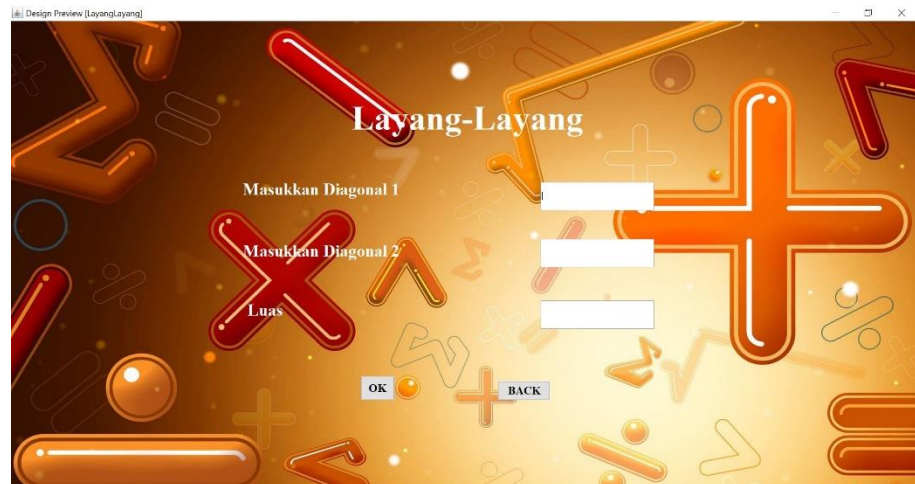 Design Preview [LayangLayang]
Layang-Layang
Masukkan Diagonal 1
Masukkan Diagonal 2
Luas
OK
BACK